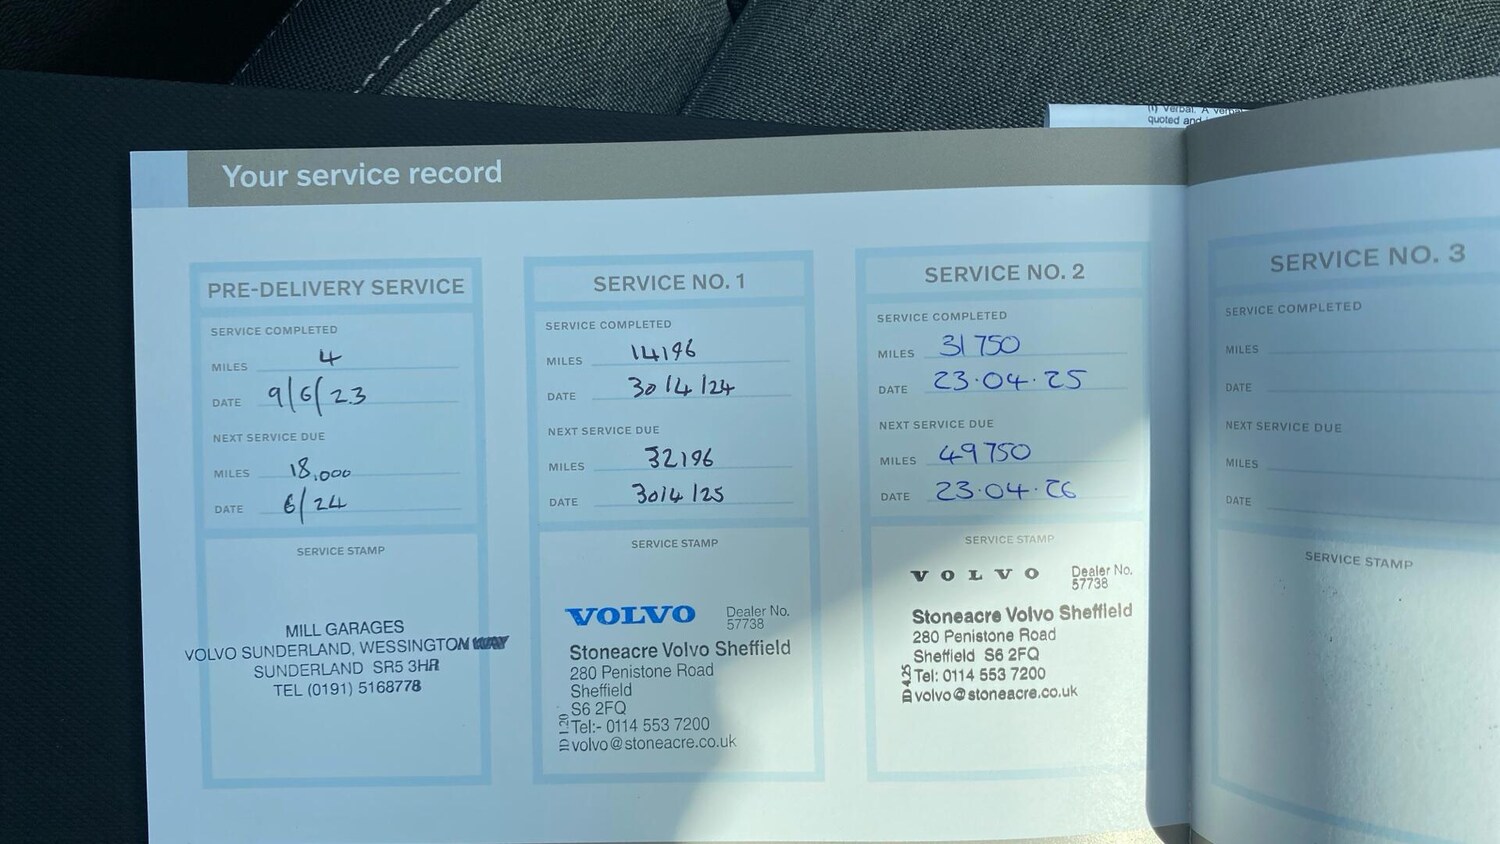 (t) Verbal. A verbal
quoted and
Your service record
PRE-DELIVERY SERVICE
SERVICE COMPLETED
MILES 4
DATE 9/6/23
NEXT SERVICE DUE
MILES 18,000
DATE 6/24
SERVICE STAMP
MILL GARAGES
VOLVO SUNDERLAND, WESSINGTON WAY
SUNDERLAND SR5 3HR
TEL (0191) 5168778
SERVICE NO. 1
SERVICE COMPLETED
MILES 14196
DATE 30/4/24
NEXT SERVICE DUE
MILES 32196
DATE 30/4/25
SERVICE STAMP
VOLVO Dealer No.
57738
Stoneacre Volvo Sheffield
280 Penistone Road
Sheffield
S6 2FQ
Tel:- 0114 553 7200
volvo@stoneacre.co.uk
SERVICE NO. 2
SERVICE COMPLETED
MILES 31750
DATE 23.04.25
NEXT SERVICE DUE
MILES 49750
DATE 23.04.26
SERVICE STAMP
VOLVO Dealer No.
57738
Stoneacre Volvo Sheffield
280 Penistone Road
Sheffield S6 2FQ
Tel: 0114 553 7200
volvo@stoneacre.co.uk
ID 4.25
SERVICE NO. 3
SERVICE COMPLETED
MILES
DATE
NEXT SERVICE DUE
MILES
DATE
SERVICE STAMP